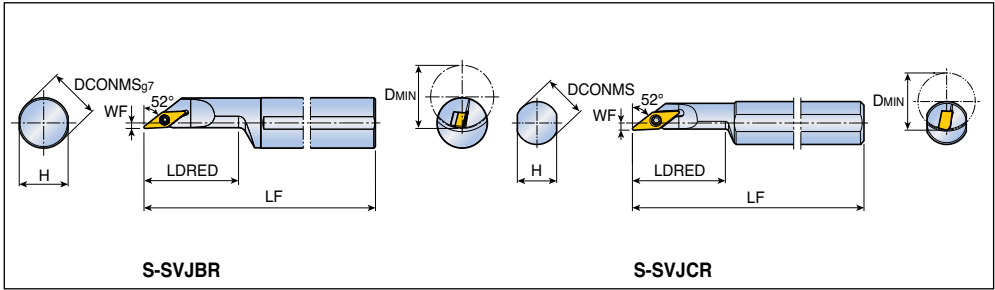 DCONMSg7
52°
WF
H
LDRED
LF
DMIN
S-SVJBR
DCONMS
52°
WF
H
LDRED
LF
DMIN
S-SVJCR